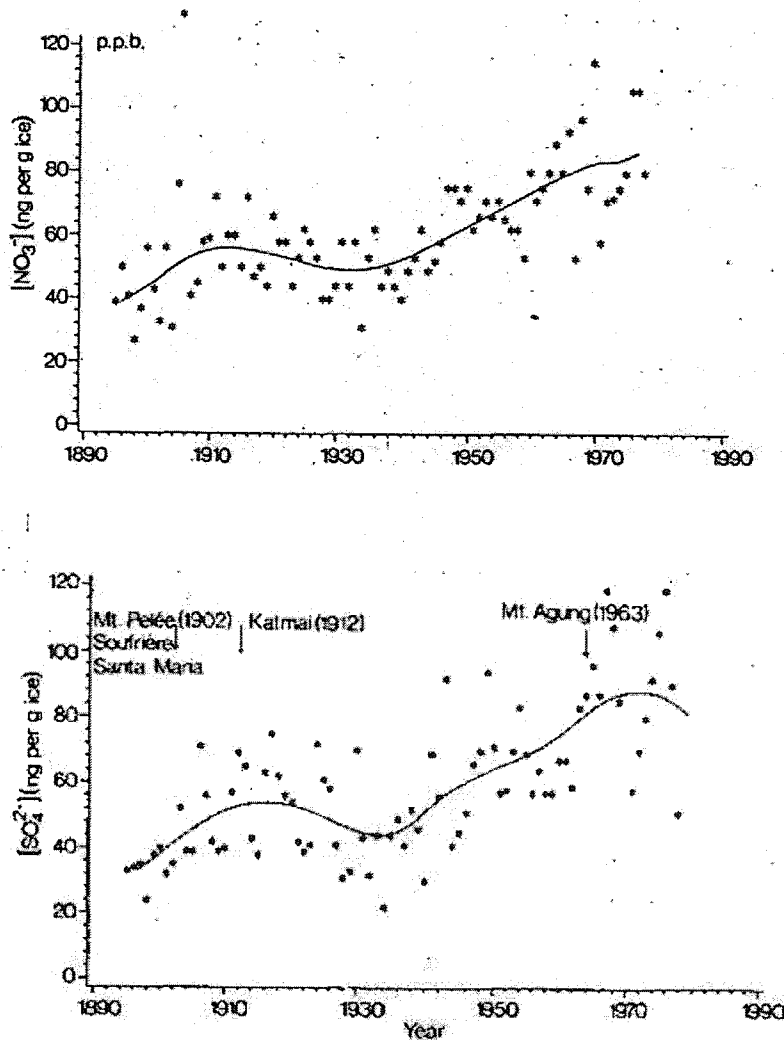 p.p.b.
120
100
80
60
40
20
0
[NO₃⁻] (ng per g ice)
1890 1910 1930 1950 1970 1990
120
100
80
60
40
20
0
[SO₄²⁻] (ng per g ice)
Mt. Pelée (1902)
Soufrière
Santa Maria
Katmai (1912)
Mt. Agung (1963)
1890 1910 1930 1950 1970 1990
Year